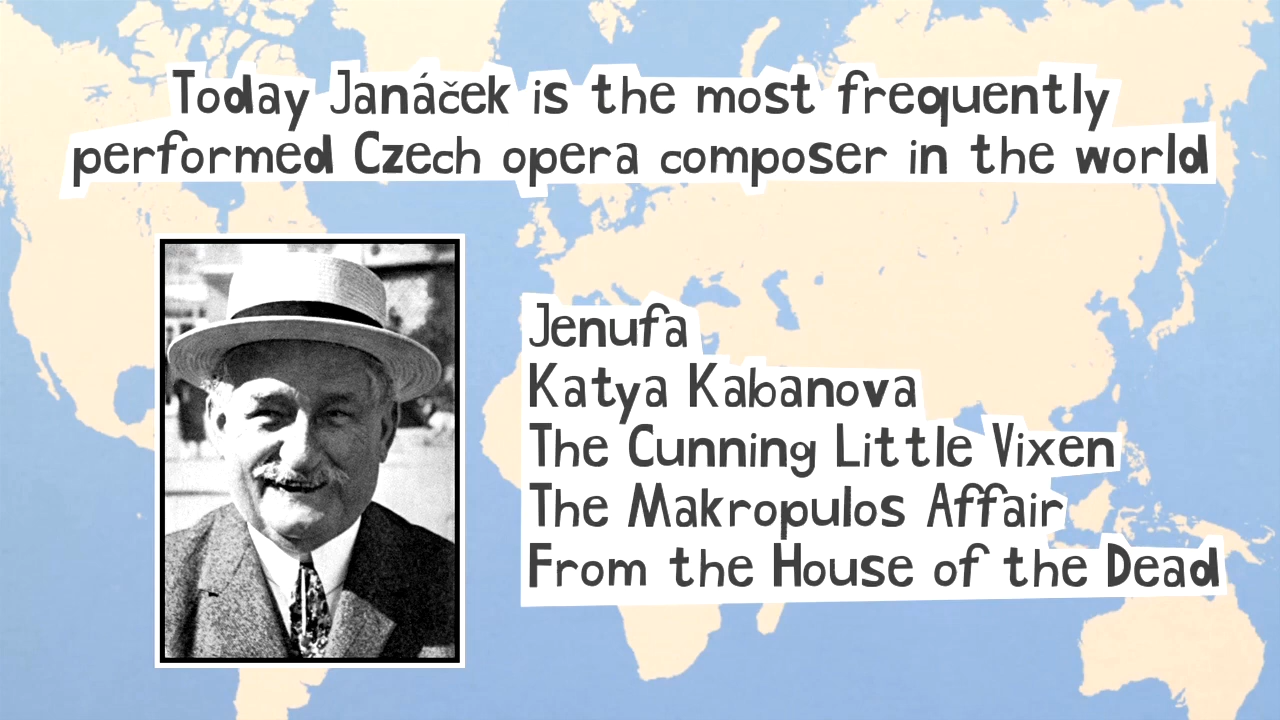 Today Janáček is the most frequently
performed Czech opera composer in the world
Jenufa
Katya Kabanova
The Cunning Little Vixen
The Makropulos Affair
From the House of the Dead